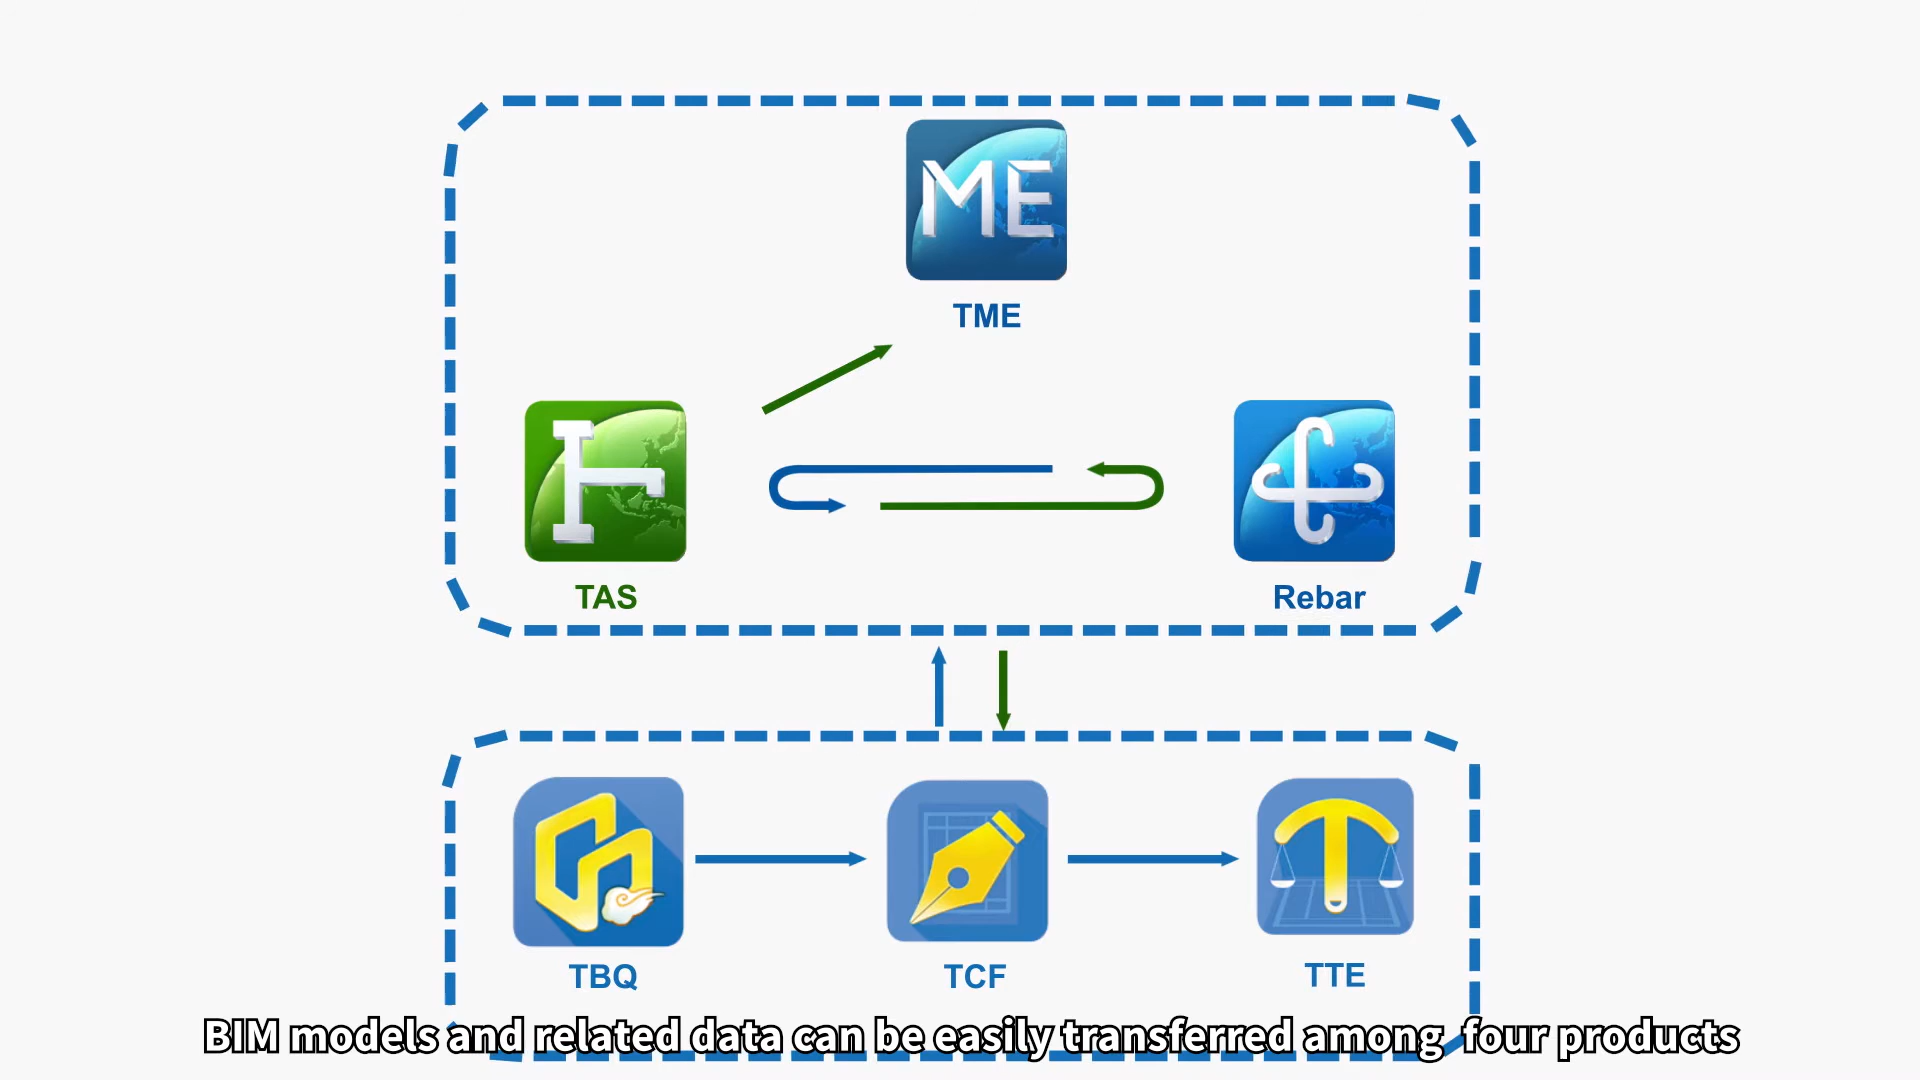 ME
TME
TAS
Rebar
TBQ
TCF
TTE
BIM models and related data can be easily transferred among four products